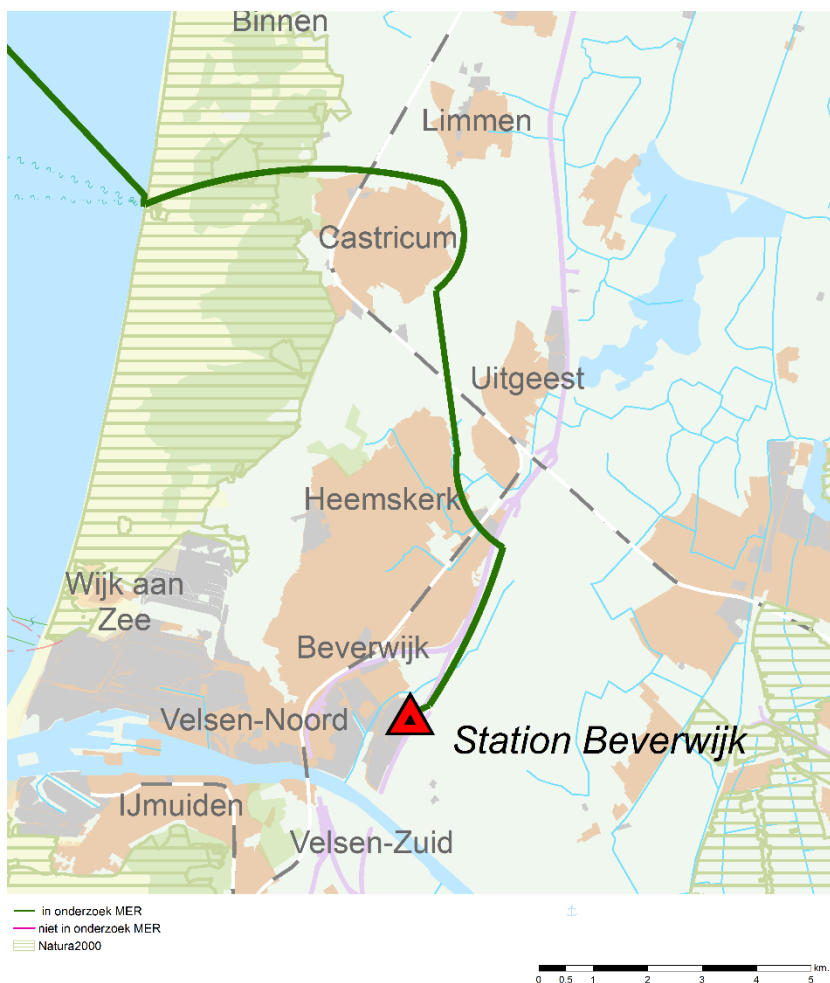 Binnen
Limmen
Castricum
Uitgeest
Heemskerk
Wijk aan
Zee
Beverwijk
Velsen-Noord
Station Beverwijk
IJmuiden
Velsen-Zuid
in onderzoek MER
niet in onderzoek MER
Natura2000
km.
0 0.5 1 2 3 4 5